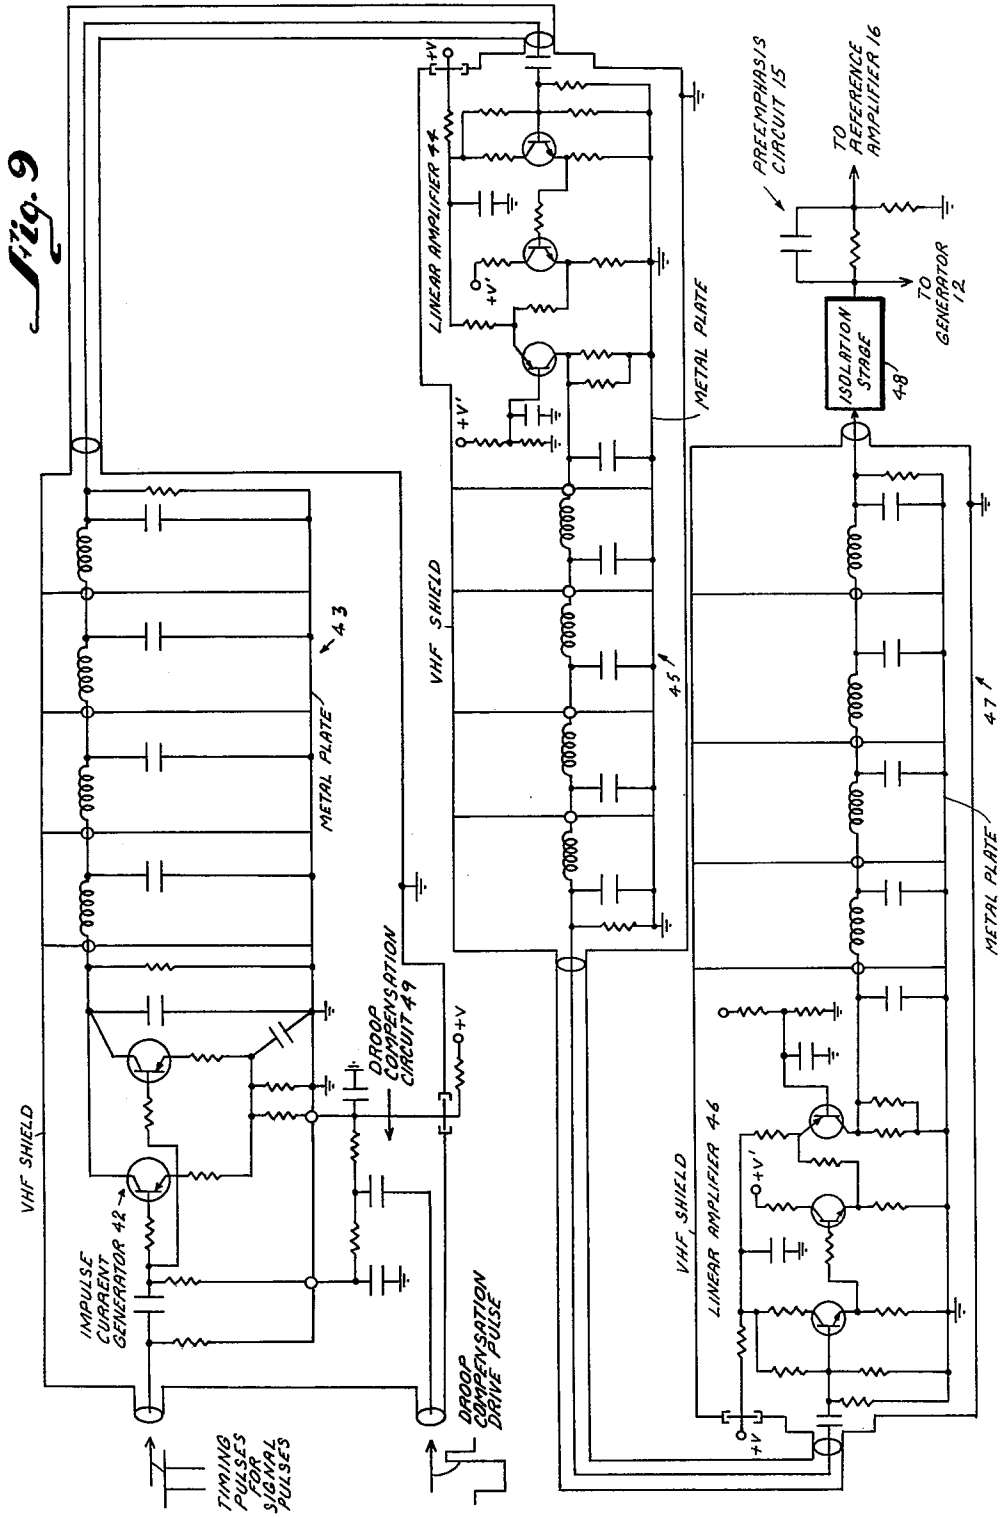 Fig. 9
VHF SHIELD
IMPULSE
CURRENT
GENERATOR 42
TIMING
PULSES
FOR
SIGNAL
PULSES
DROOP
COMPENSATION
DRIVE PULSE
DROOP
COMPENSATION
CIRCUIT 49
+V
METAL PLATE
43
LINEAR AMPLIFIER 44
+V
+V'
+V'
VHF SHIELD
METAL PLATE
45
VHF SHIELD
LINEAR AMPLIFIER 46
+V
+V'
METAL PLATE
47
ISOLATION
STAGE
48
TO
GENERATOR
12
PREEMPHASIS
CIRCUIT 15
TO
REFERENCE
AMPLIFIER 16